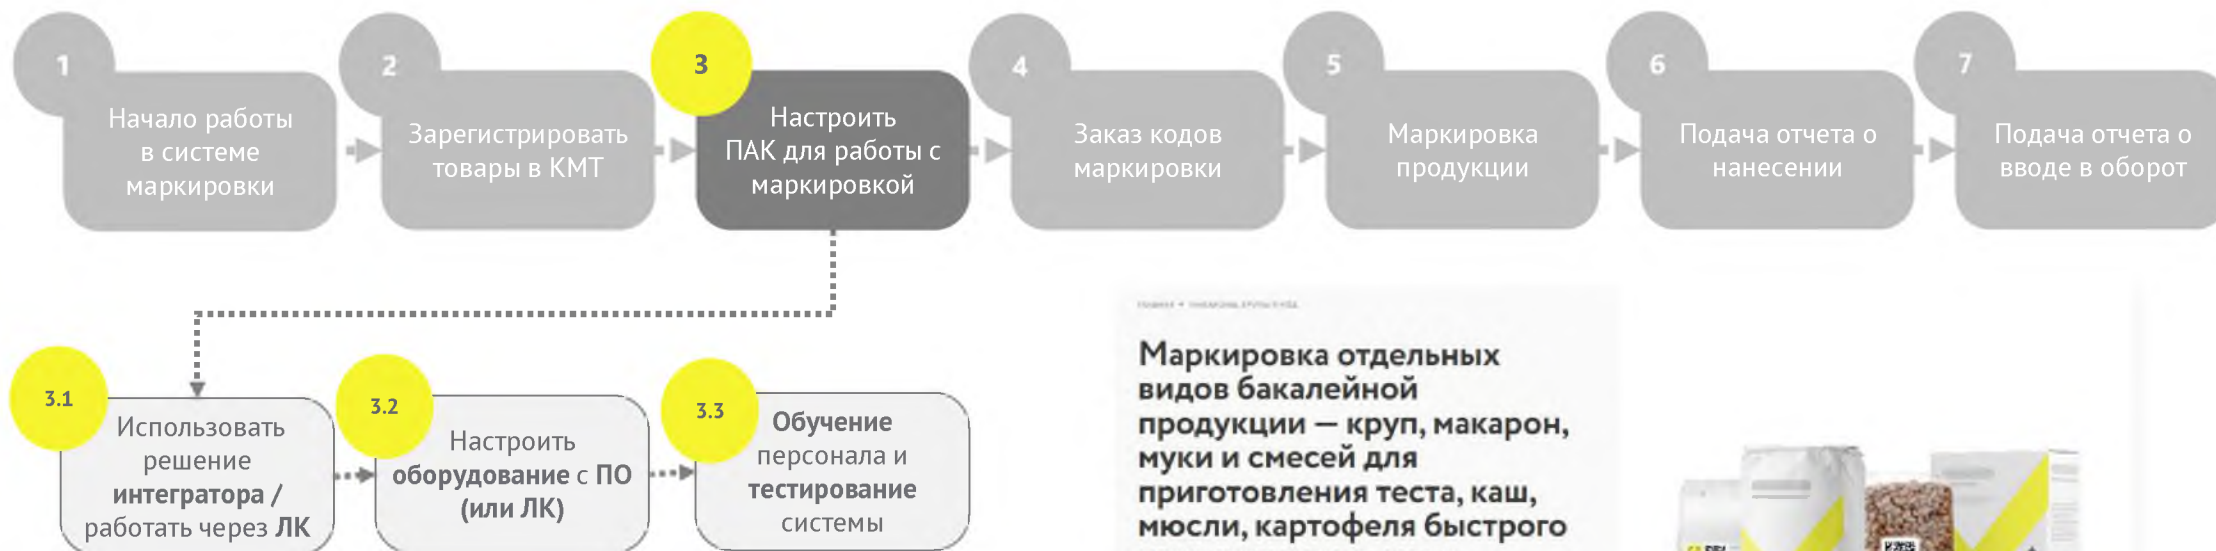 1
Начало работы
в системе
маркировки
2
Зарегистрировать
товары в КМТ
3
Настроить
ПАК для работы с
маркировкой
4
Заказ кодов
маркировки
5
Маркировка
продукции
6
Подача отчета о
нанесении
7
Подача отчета о
вводе в оборот
3.1
Использовать
решение
интегратора /
работать через ЛК
3.2
Настроить
оборудование с ПО
(или ЛК)
3.3
Обучение
персонала и
тестирование
системы
Маркировка отдельных
видов бакалейной
продукции — круп, макарон,
муки и смесей для
приготовления теста, каш,
мюсли, картофеля быстрого